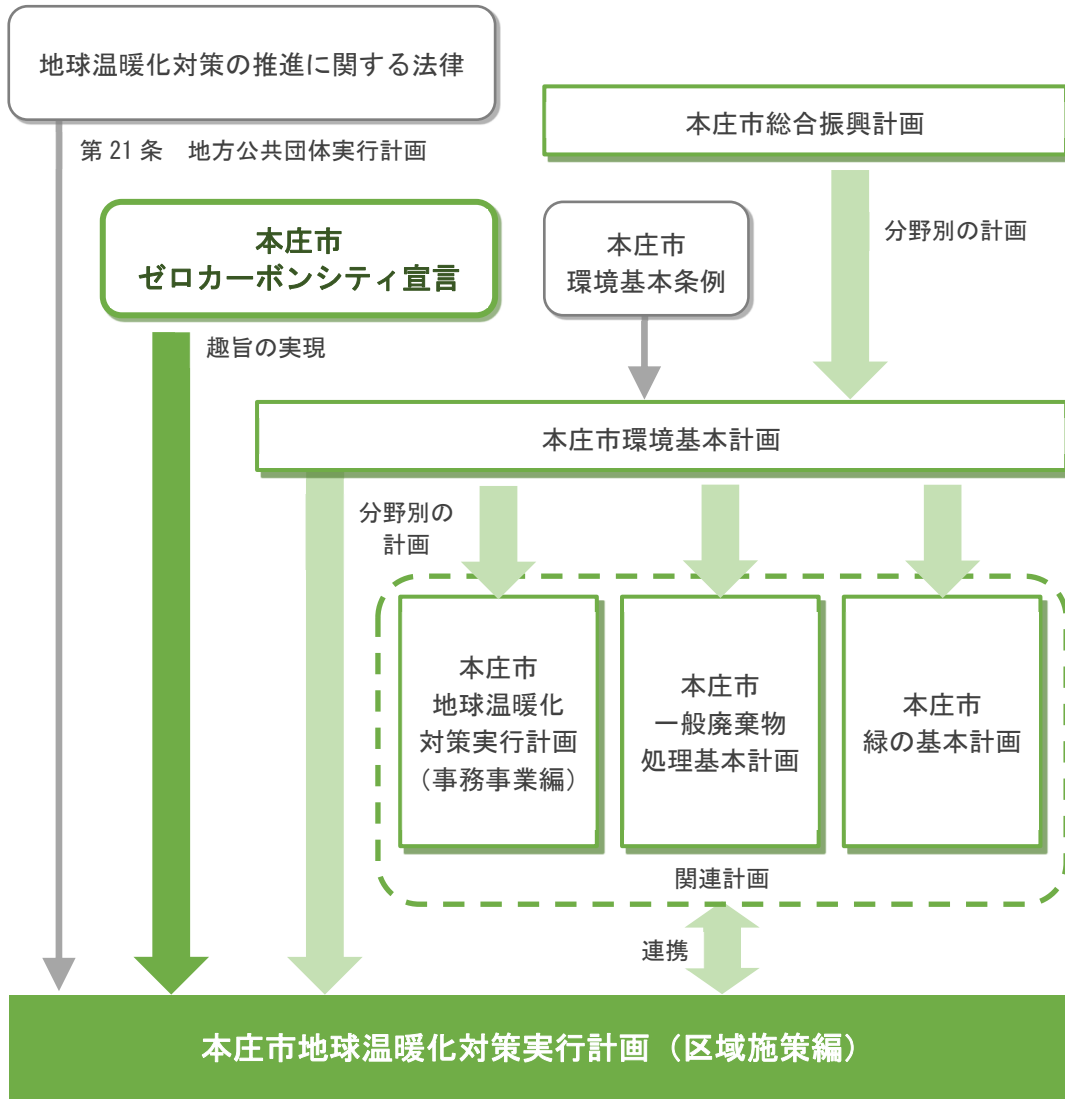 地球温暖化対策の推進に関する法律
第 21 条　地方公共団体実行計画
本庄市総合振興計画
分野別の計画
本庄市
ゼロカーボンシティ宣言
趣旨の実現
本庄市
環境基本条例
本庄市環境基本計画
分野別の
計画
本庄市
地球温暖化
対策実行計画
（事務事業編）
本庄市
一般廃棄物
処理基本計画
本庄市
緑の基本計画
関連計画
連携
本庄市地球温暖化対策実行計画（区域施策編）